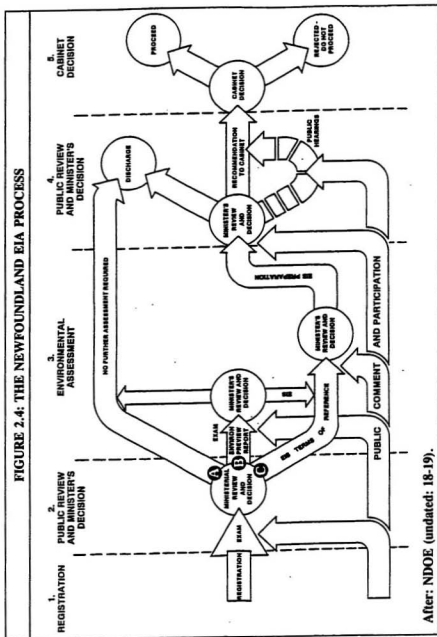 FIGURE 2.4: THE NEWFOUNDLAND EIA PROCESS
1.
REGISTRATION
2.
PUBLIC REVIEW
AND MINISTER'S
DECISION
3.
ENVIRONMENTAL
ASSESSMENT
4.
PUBLIC REVIEW
AND MINISTER'S
DECISION
5.
CABINET
DECISION
REGISTRATION
EXAM
MINISTERIAL
REVIEW
AND
DECISION
A
B
C
NO FURTHER ASSESSMENT REQUIRED
EXAM
ENVIRON
PREVIEW
REPORT
MINISTER'S
REVIEW AND
DECISION
EIS
EIS TERMS OF REFERENCE
MINISTER'S
REVIEW AND
DECISION
EIS PREPARATION
MINISTER'S
REVIEW
AND
DECISION
DISCHARGE
RECOMMENDATION
TO CABINET
PUBLIC
HEARINGS
CABINET
DECISION
PROCEED
REJECTED-
DO NOT
PROCEED
PUBLIC COMMENT AND PARTICIPATION
After: NDOE (undated: 18-19).